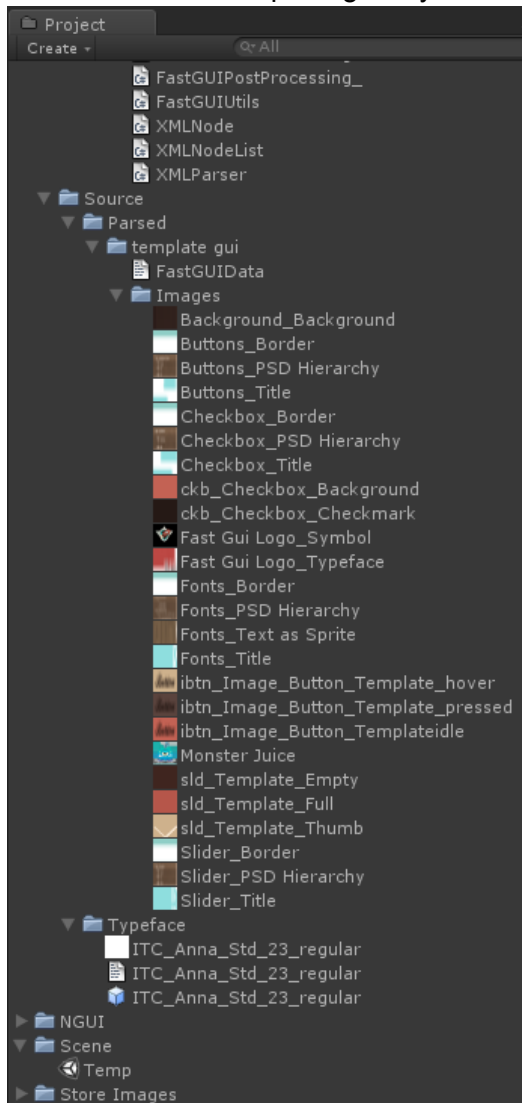 Project
Create
All
FastGUIPostProcessing_
FastGUIUtils
XMLNode
XMLNodeList
XMLParser
Source
Parsed
template gui
FastGUIData
Images
Background_Background
Buttons_Border
Buttons_PSD Hierarchy
Buttons_Title
Checkbox_Border
Checkbox_PSD Hierarchy
Checkbox_Title
ckb_Checkbox_Background
ckb_Checkbox_Checkmark
Fast Gui Logo_Symbol
Fast Gui Logo_Typeface
Fonts_Border
Fonts_PSD Hierarchy
Fonts_Text as Sprite
Fonts_Title
ibtn_Image_Button_Template_hover
ibtn_Image_Button_Template_pressed
ibtn_Image_Button_Templateidle
Monster Juice
sld_Template_Empty
sld_Template_Full
sld_Template_Thumb
Slider_Border
Slider_PSD Hierarchy
Slider_Title
Typeface
ITC_Anna_Std_23_regular
ITC_Anna_Std_23_regular
ITC_Anna_Std_23_regular
NGUI
Scene
Temp
Store Images